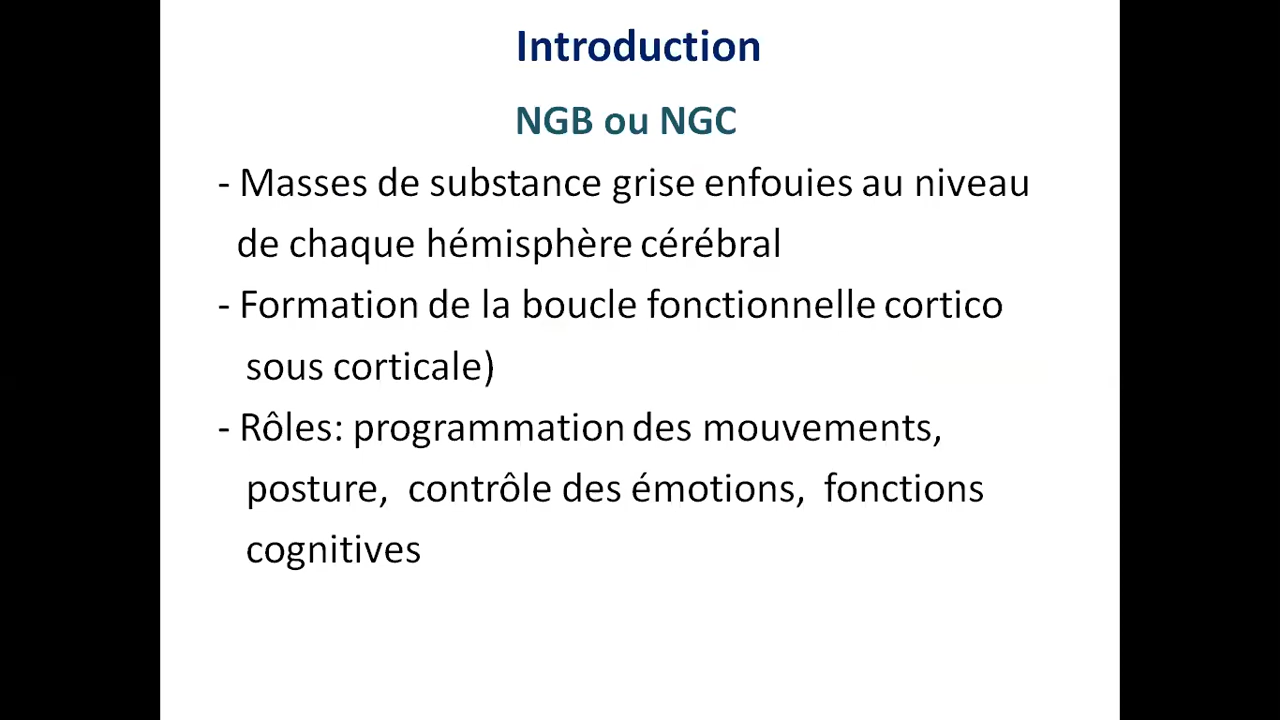 Introduction
NGB ou NGC
- Masses de substance grise enfouies au niveau
de chaque hémisphère cérébral
- Formation de la boucle fonctionnelle cortico
sous corticale)
- Rôles: programmation des mouvements,
posture, contrôle des émotions, fonctions
cognitives